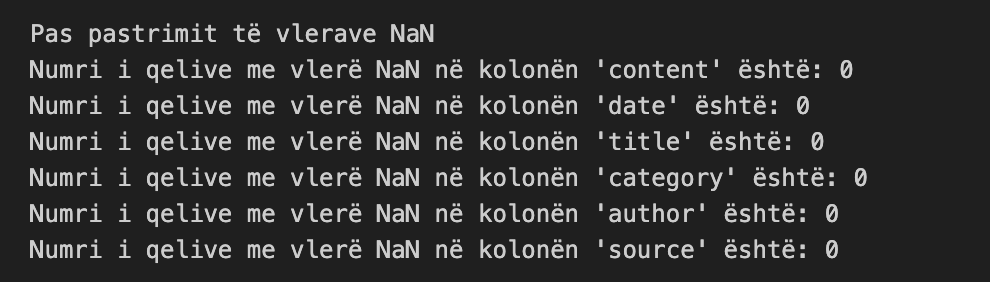 Pas pastrimit të vlerave NaN
Numri i qelive me vlerë NaN në kolonën 'content' është: 0
Numri i qelive me vlerë NaN në kolonën 'date' është: 0
Numri i qelive me vlerë NaN në kolonën 'title' është: 0
Numri i qelive me vlerë NaN në kolonën 'category' është: 0
Numri i qelive me vlerë NaN në kolonën 'author' është: 0
Numri i qelive me vlerë NaN në kolonën 'source' është: 0